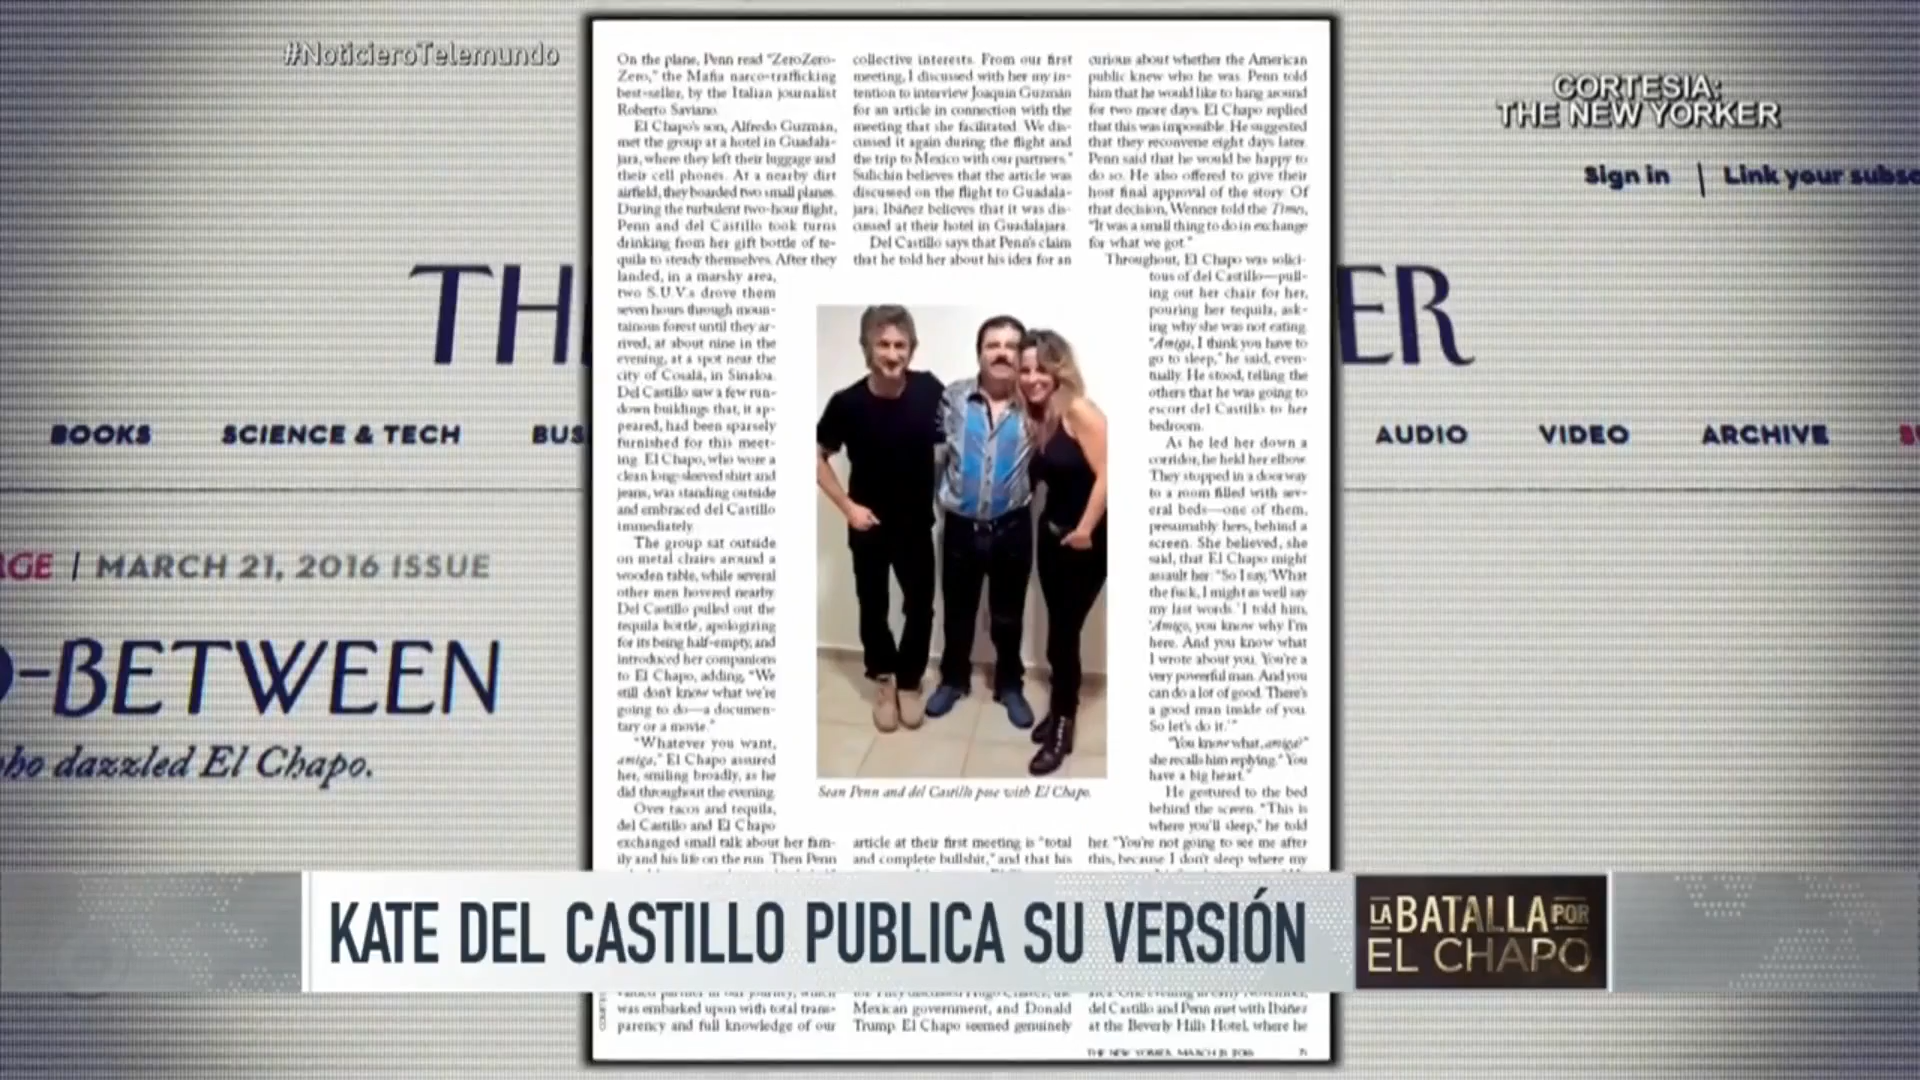 #NoticieroTelemundo
CORTESIA:
THE NEW YORKER
Sign in | Link your subsc
TH
ER
BOOKS SCIENCE & TECH BUS
AUDIO VIDEO ARCHIVE
RGE | MARCH 21, 2016 ISSUE
-BETWEEN
ho dazzled El Chapo.
On the plane, Penn read "ZeroZero-
Zero," the Mafia narco-trafficking
best-seller, by the Italian journalist
Roberto Saviano.
El Chapo's son, Alfredo Guzmán,
met the group at a hotel in Guadala-
jara, where they left their luggage and
their cell phones. At a nearby dirt
airfield, they boarded two small planes.
During the turbulent two-hour flight,
Penn and del Castillo took turns
drinking from her gift bottle of te-
quila to steady themselves. After they
landed, in a marshy area,
two S.U.V.s drove them
seven hours through moun-
tainous forest until they ar-
rived, at about nine in the
evening, at a spot near the
city of Cosalá, in Sinaloa.
Del Castillo saw a few run-
down buildings that, it ap-
peared, had been sparsely
furnished for this meet-
ing. El Chapo, who wore a
clean long-sleeved shirt and
jeans, was standing outside
and embraced del Castillo
immediately.
The group sat outside
on metal chairs around a
wooden table, while several
other men hovered nearby.
Del Castillo pulled out the
tequila bottle, apologizing
for its being half-empty, and
introduced her companions
to El Chapo, adding, "We
still don't know what we're
going to do—a documen-
tary or a movie."
"Whatever you want,
amiga," El Chapo assured
her, smiling broadly, as he
did throughout the evening.
Over tacos and tequila,
del Castillo and El Chapo
exchanged small talk about her fam-
ily and his life on the run. Then Penn
was embarked upon with total trans-
parency and full knowledge of our
collective interests. From our first
meeting, I discussed with her my in-
tention to interview Joaquín Guzmán
for an article in connection with the
meeting that she facilitated. We dis-
cussed it again during the flight and
the trip to Mexico with our partners."
Sulichin believes that the article was
discussed on the flight to Guadala-
jara; Ibáñez believes that it was dis-
cussed at their hotel in Guadalajara.
Del Castillo says that Penn's claim
that he told her about his idea for an
Sean Penn and del Castillo pose with El Chapo.
article at their first meeting is "total
and complete bullshit," and that his
Mexican government, and Donald
Trump. El Chapo seemed genuinely
curious about whether the American
public knew who he was. Penn told
him that he would like to hang around
for two more days. El Chapo replied
that this was impossible. He suggested
that they reconvene eight days later.
Penn said that he would be happy to
do so. He also offered to give their
host final approval of the story. Of
that decision, Wenner told the Times,
"It was a small thing to do in exchange
for what we got."
Throughout, El Chapo was solici-
tous of del Castillo—pull-
ing out her chair for her,
pouring her tequila, ask-
ing why she was not eating.
"Amiga, I think you have to
go to sleep," he said, even-
tually. He stood, telling the
others that he was going to
escort del Castillo to her
bedroom.
As he led her down a
corridor, he held her elbow.
They stopped in a doorway
to a room filled with sev-
eral beds—one of them,
presumably hers, behind a
screen. She believed, she
said, that El Chapo might
assault her: "So I say, 'What
the fuck, I might as well say
my last words.' I told him,
'Amigo, you know why I'm
here. And you know what
I wrote about you. You're a
very powerful man. And you
can do a lot of good. There's
a good man inside of you.
So let's do it.'"
"You know what, amiga?"
she recalls him replying. "You
have a big heart."
He gestured to the bed
behind the screen. "This is
where you'll sleep," he told
her. "You're not going to see me after
this, because I don't sleep where my
del Castillo and Penn met with Ibáñez
at the Beverly Hills Hotel, where he
THE NEW YORKER, MARCH 21, 2016
KATE DEL CASTILLO PUBLICA SU VERSIÓN
LA BATALLA POR
EL CHAPO